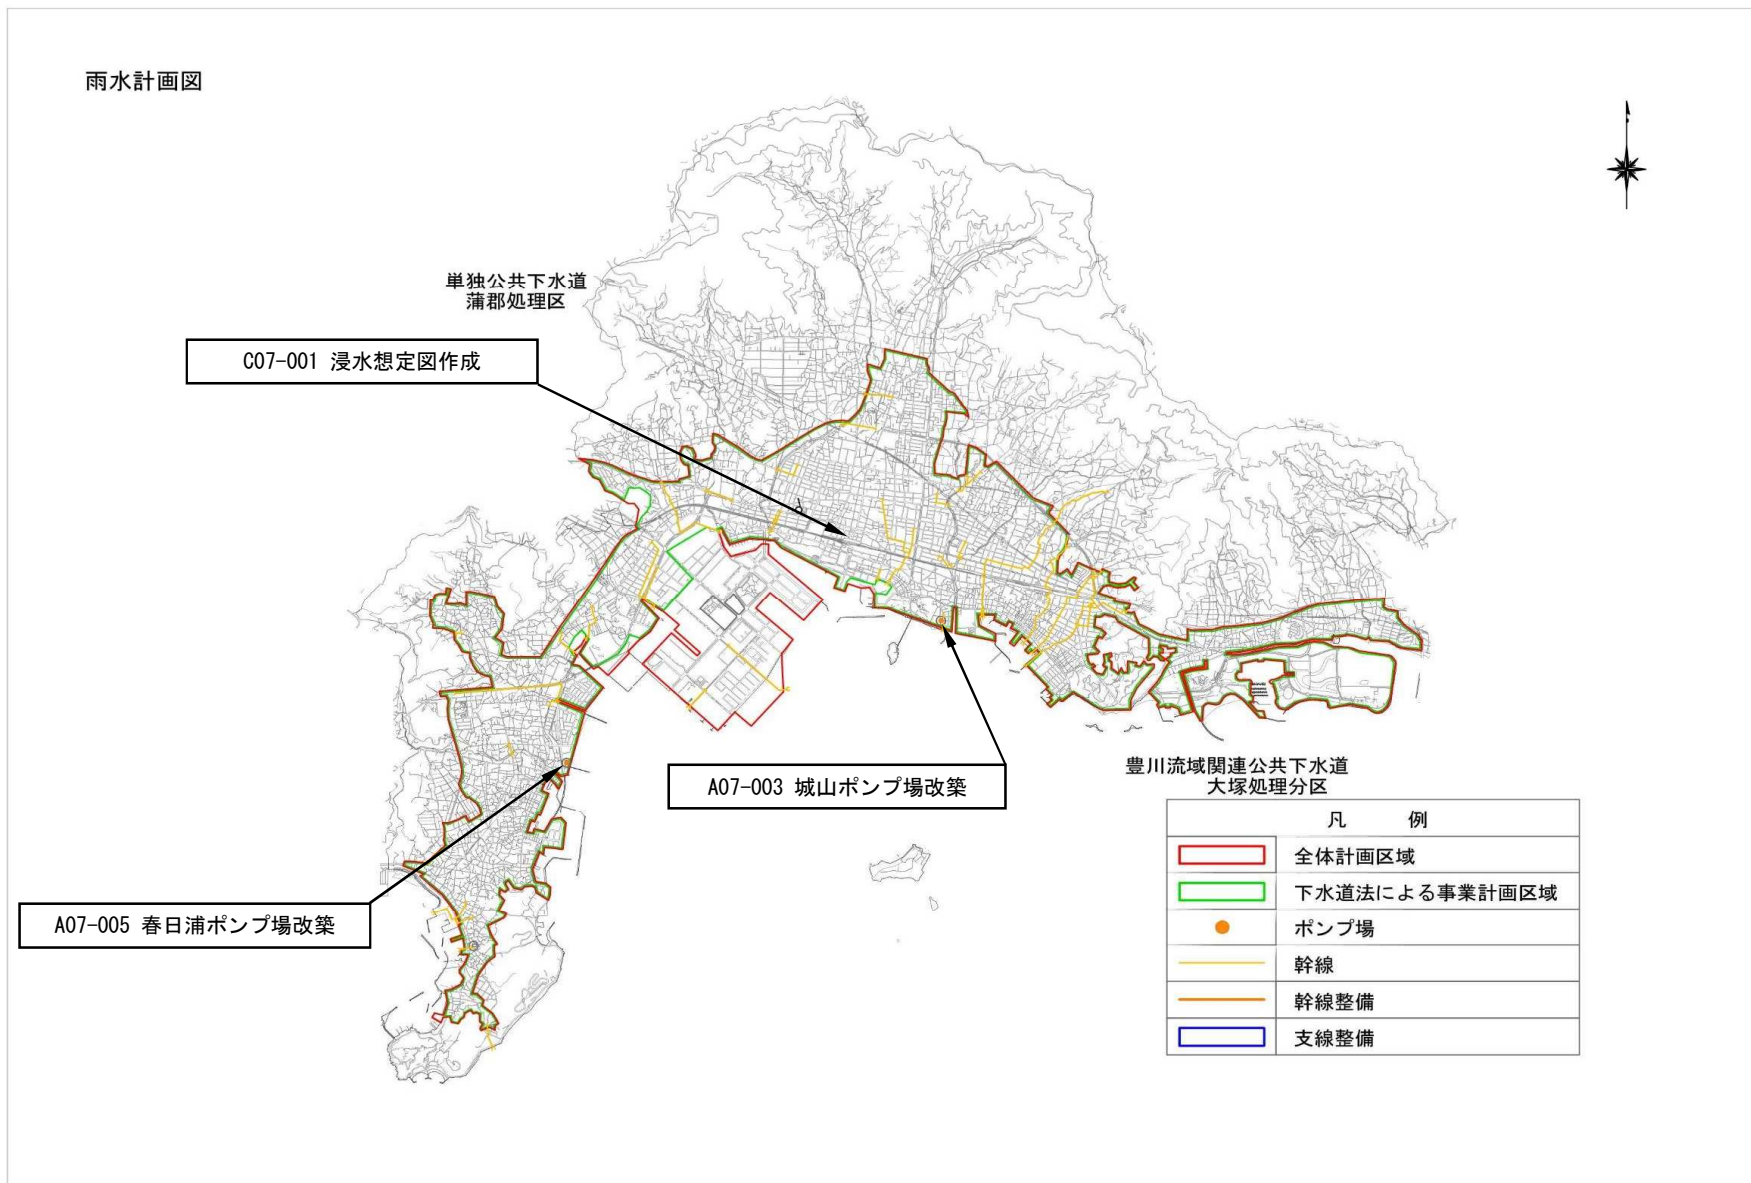 雨水計画図
単独公共下水道
蒲郡処理区
C07-001 浸水想定図作成
A07-003 城山ポンプ場改築
A07-005 春日浦ポンプ場改築
豊川流域関連公共下水道
大塚処理分区
凡 例
全体計画区域
下水道法による事業計画区域
ポンプ場
幹線
幹線整備
支線整備